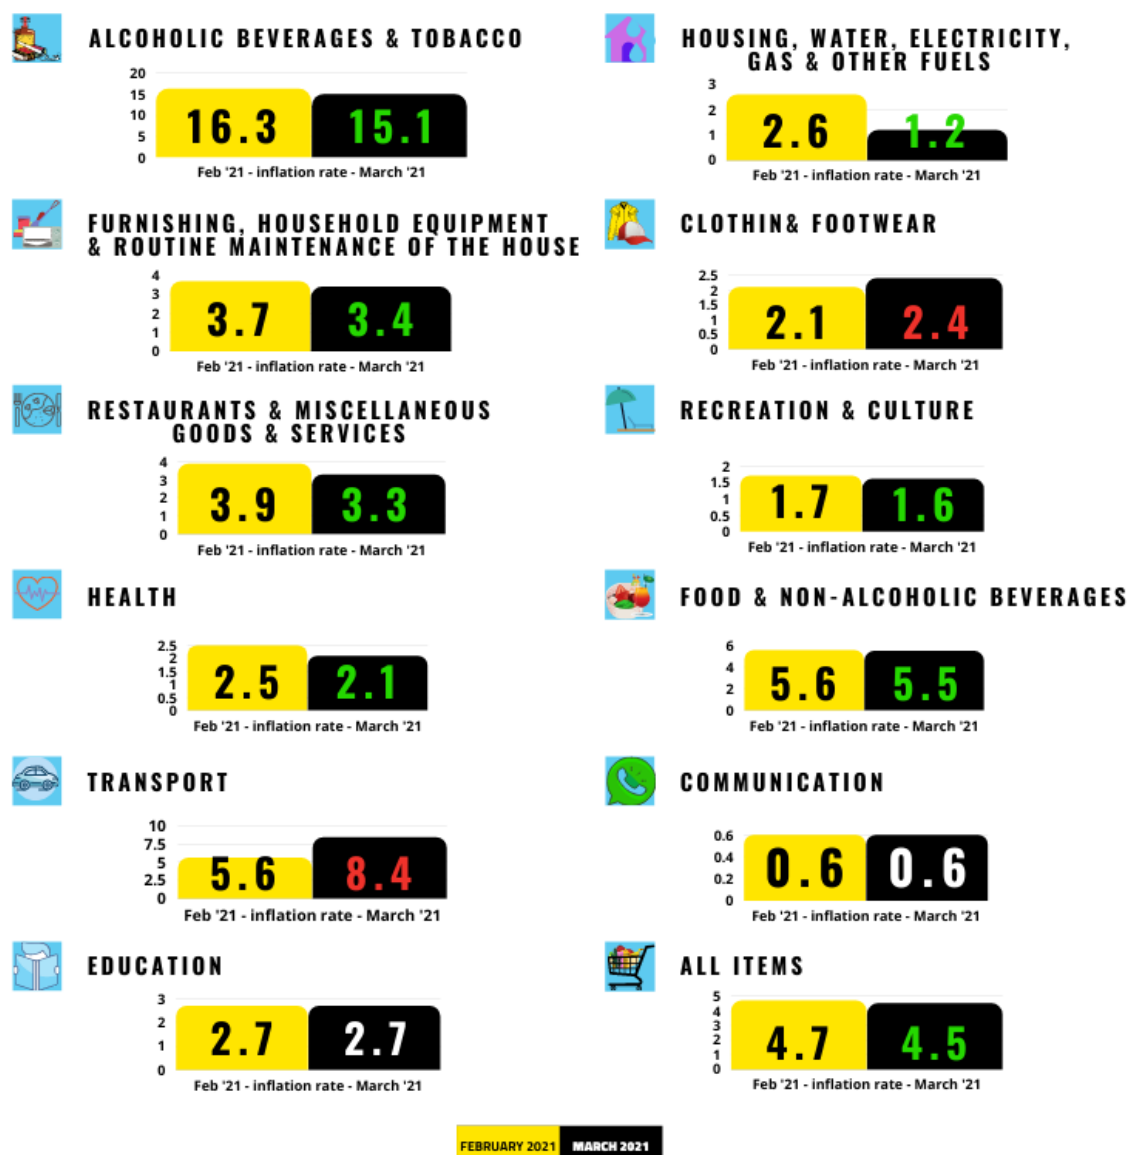 ALCOHOLIC BEVERAGES & TOBACCO
20
15
10
5
0
16.3
15.1
Feb '21 - inflation rate - March '21
HOUSING, WATER, ELECTRICITY,
GAS & OTHER FUELS
3
2
1
0
2.6
1.2
Feb '21 - inflation rate - March '21
FURNISHING, HOUSEHOLD EQUIPMENT
& ROUTINE MAINTENANCE OF THE HOUSE
4
3
2
1
0
3.7
3.4
Feb '21 - inflation rate - March '21
CLOTHIN& FOOTWEAR
2.5
2
1.5
1
0.5
0
2.1
2.4
Feb '21 - inflation rate - March '21
RESTAURANTS & MISCELLANEOUS
GOODS & SERVICES
4
3
2
1
0
3.9
3.3
Feb '21 - inflation rate - March '21
RECREATION & CULTURE
2
1.5
1
0.5
0
1.7
1.6
Feb '21 - inflation rate - March '21
HEALTH
2.5
2
1.5
1
0.5
0
2.5
2.1
Feb '21 - inflation rate - March '21
FOOD & NON-ALCOHOLIC BEVERAGES
6
4
2
0
5.6
5.5
Feb '21 - inflation rate - March '21
TRANSPORT
10
7.5
5
2.5
0
5.6
8.4
Feb '21 - inflation rate - March '21
COMMUNICATION
0.6
0.4
0.2
0
0.6
0.6
Feb '21 - inflation rate - March '21
EDUCATION
3
2
1
0
2.7
2.7
Feb '21 - inflation rate - March '21
ALL ITEMS
5
4
3
2
1
0
4.7
4.5
Feb '21 - inflation rate - March '21
FEBRUARY 2021
MARCH 2021